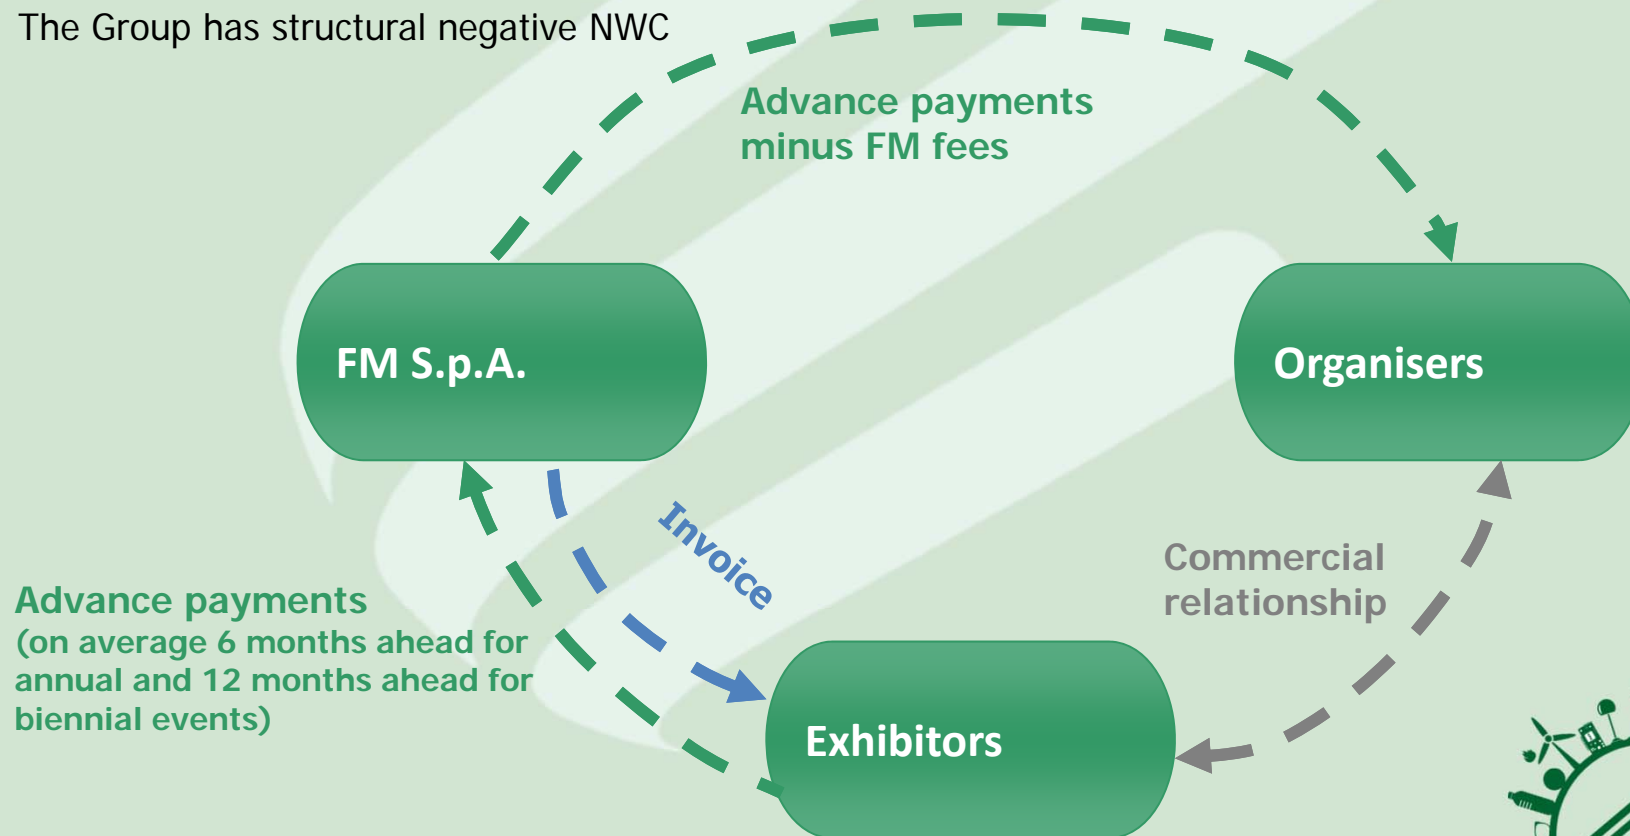 The Group has structural negative NWC
Advance payments
minus FM fees
FM S.p.A.
Organisers
Invoice
Commercial
relationship
Advance payments
(on average 6 months ahead for
annual and 12 months ahead for
biennial events)
Exhibitors